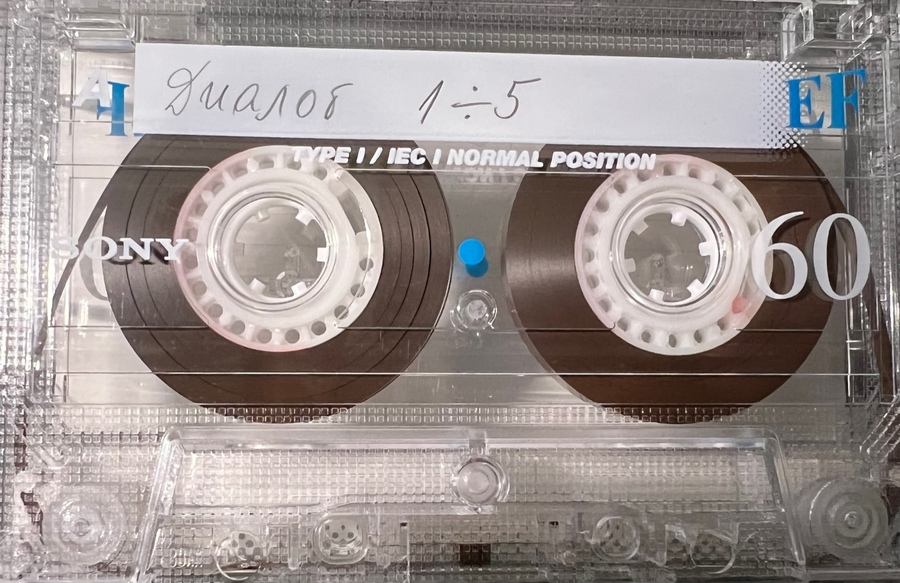 A
Диалог 1÷5
EF
TYPE I / IEC I NORMAL POSITION
SONY
60